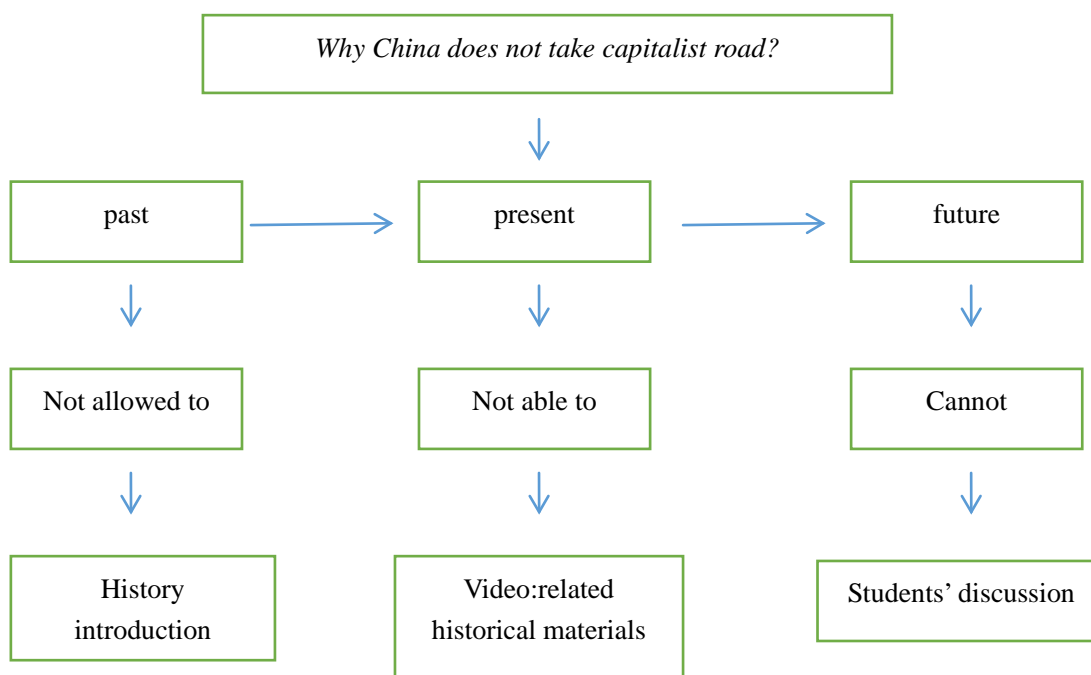 Why China does not take capitalist road?
past
present
future
Not allowed to
Not able to
Cannot
History
introduction
Video:related
historical materials
Students’ discussion